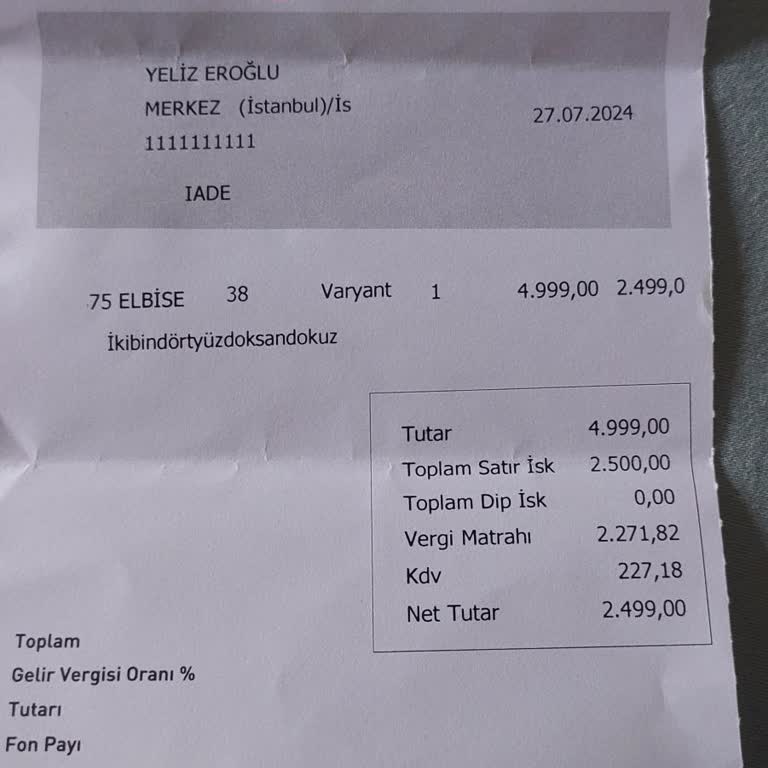 YELİZ EROĞLU
MERKEZ (İstanbul)/İs
27.07.2024
1111111111
IADE
75 ELBİSE 38 Varyant 1 4.999,00 2.499,0
İkibindörtyüzdoksandokuz
Tutar 4.999,00
Toplam Satır İsk 2.500,00
Toplam Dip İsk 0,00
Vergi Matrahı 2.271,82
Kdv 227,18
Net Tutar 2.499,00
Toplam
Gelir Vergisi Oranı %
Tutarı
Fon Payı